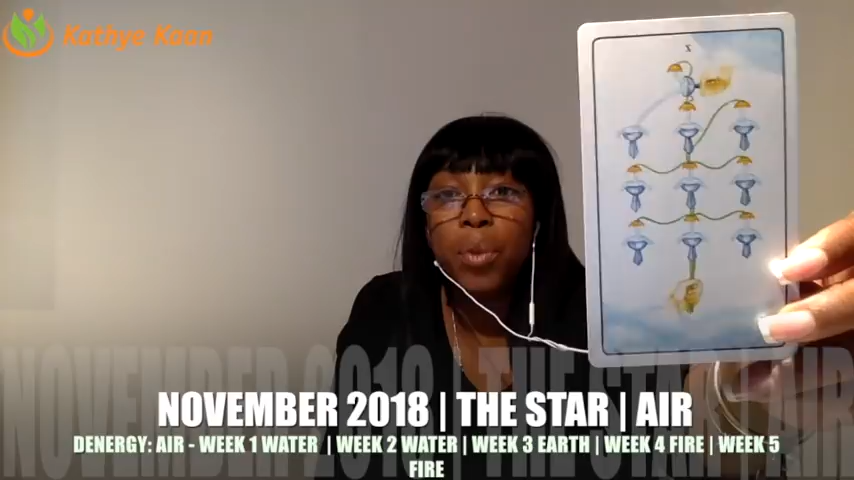 Kathye Kaan
X
NOVEMBER 2018 | THE STAR | AIR
NOVEMBER 2018 | THE STAR | AIR
DENERGY: AIR - WEEK 1 WATER | WEEK 2 WATER | WEEK 3 EARTH | WEEK 4 FIRE | WEEK 5
FIRE